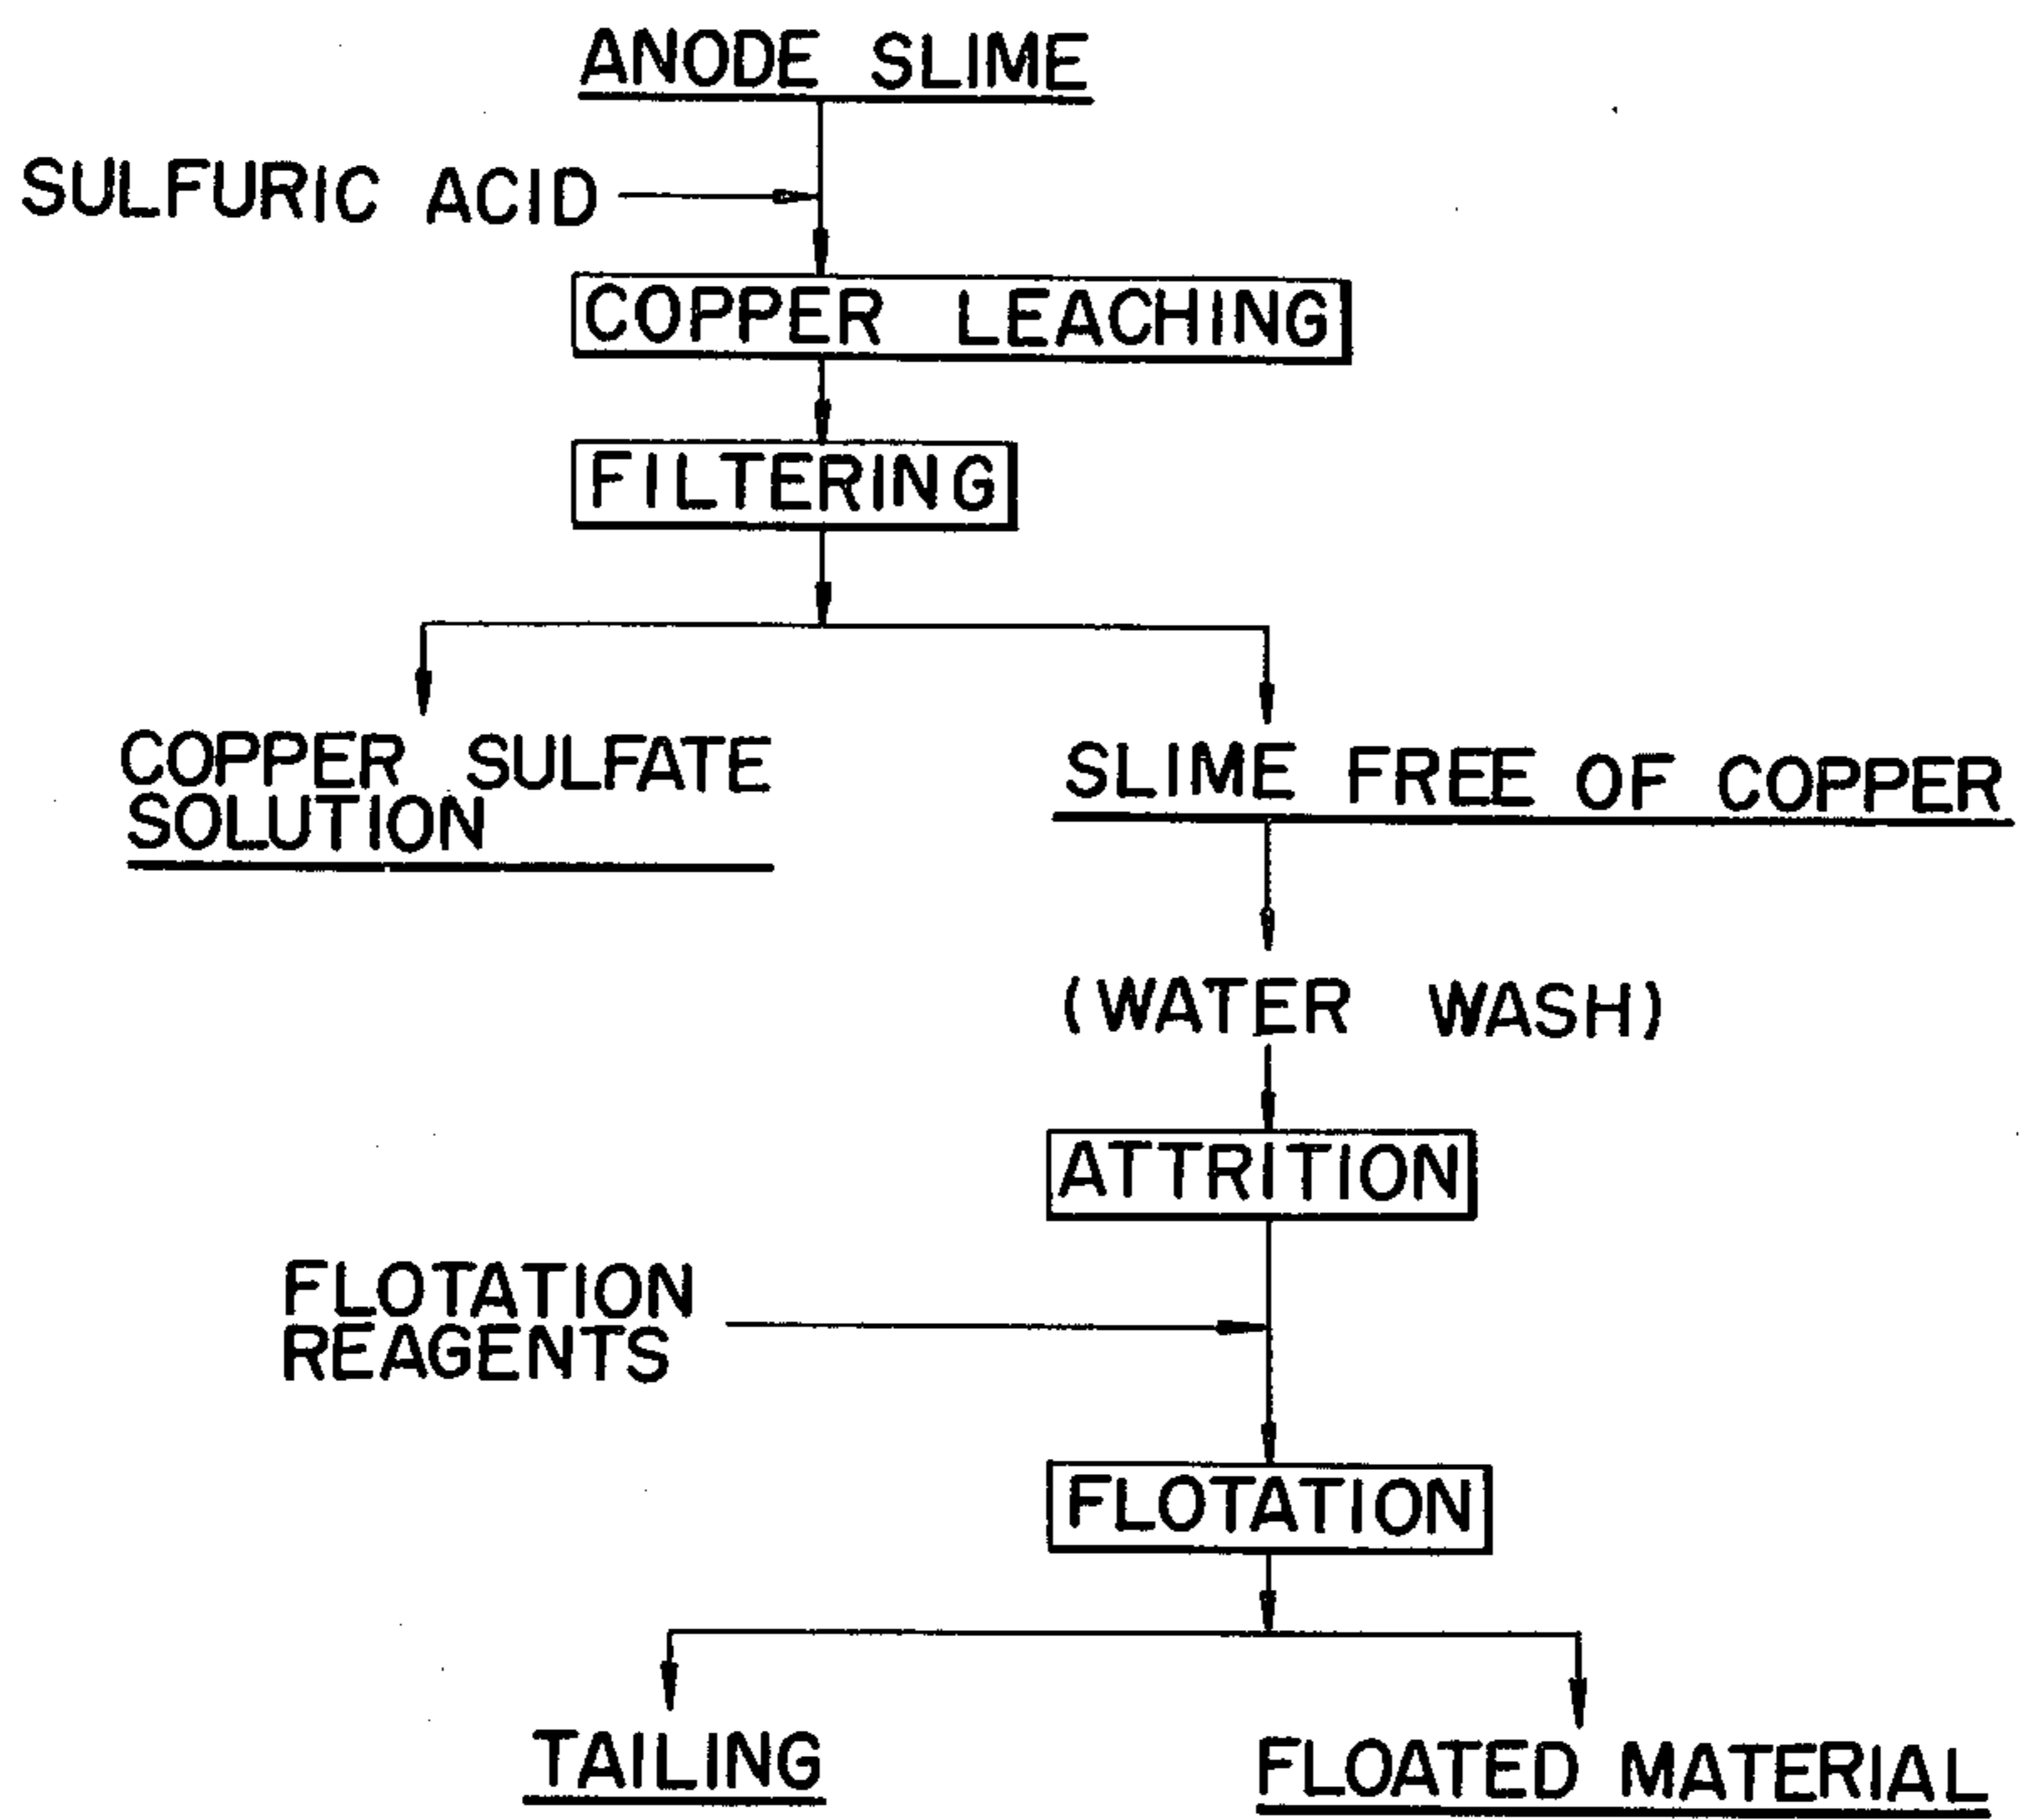 ANODE SLIME
SULFURIC ACID
COPPER LEACHING
FILTERING
COPPER SULFATE
SOLUTION
SLIME FREE OF COPPER
(WATER WASH)
ATTRITION
FLOTATION
REAGENTS
FLOTATION
TAILING
FLOATED MATERIAL